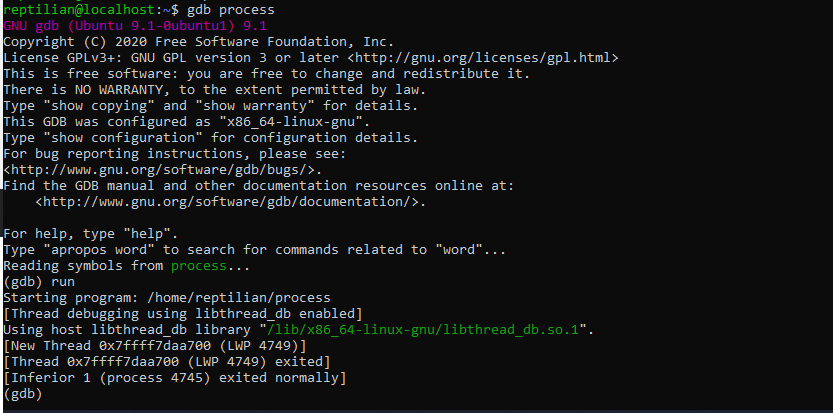 reptilian@localhost:~$ gdb process
GNU gdb (Ubuntu 9.1-0ubuntu1) 9.1
Copyright (C) 2020 Free Software Foundation, Inc.
License GPLv3+: GNU GPL version 3 or later <http://gnu.org/licenses/gpl.html>
This is free software: you are free to change and redistribute it.
There is NO WARRANTY, to the extent permitted by law.
Type "show copying" and "show warranty" for details.
This GDB was configured as "x86_64-linux-gnu".
Type "show configuration" for configuration details.
For bug reporting instructions, please see:
<http://www.gnu.org/software/gdb/bugs/>.
Find the GDB manual and other documentation resources online at:
    <http://www.gnu.org/software/gdb/documentation/>.

For help, type "help".
Type "apropos word" to search for commands related to "word"...
Reading symbols from process...
(gdb) run
Starting program: /home/reptilian/process
[Thread debugging using libthread_db enabled]
Using host libthread_db library "/lib/x86_64-linux-gnu/libthread_db.so.1".
[New Thread 0x7ffff7daa700 (LWP 4749)]
[Thread 0x7ffff7daa700 (LWP 4749) exited]
[Inferior 1 (process 4745) exited normally]
(gdb)